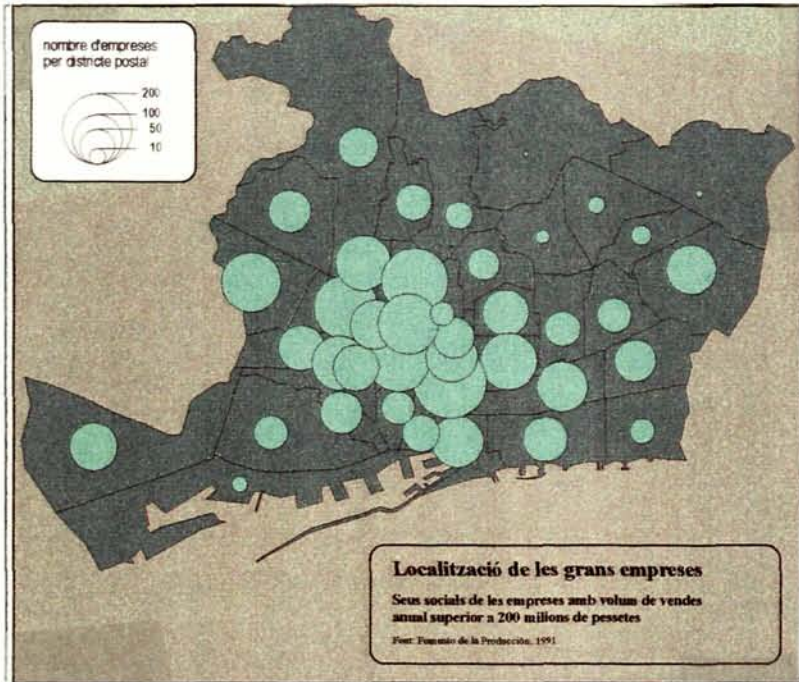 nombre d'empreses
per districte postal
200
100
50
10
Localització de les grans empreses
Seus socials de les empreses amb volum de vendes
anual superior a 200 milions de pessetes
Font: Fomento de la Producción, 1991